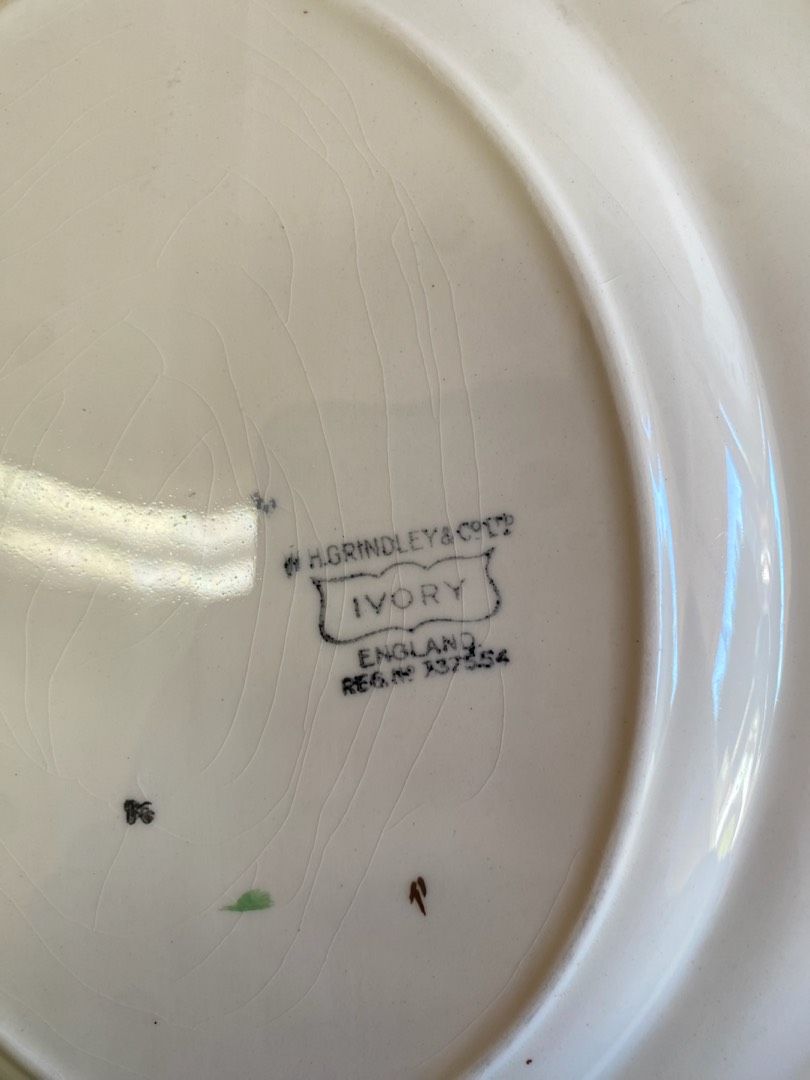 W H. GRINDLEY & Co LTD
IVORY
ENGLAND.
REG. No 737554